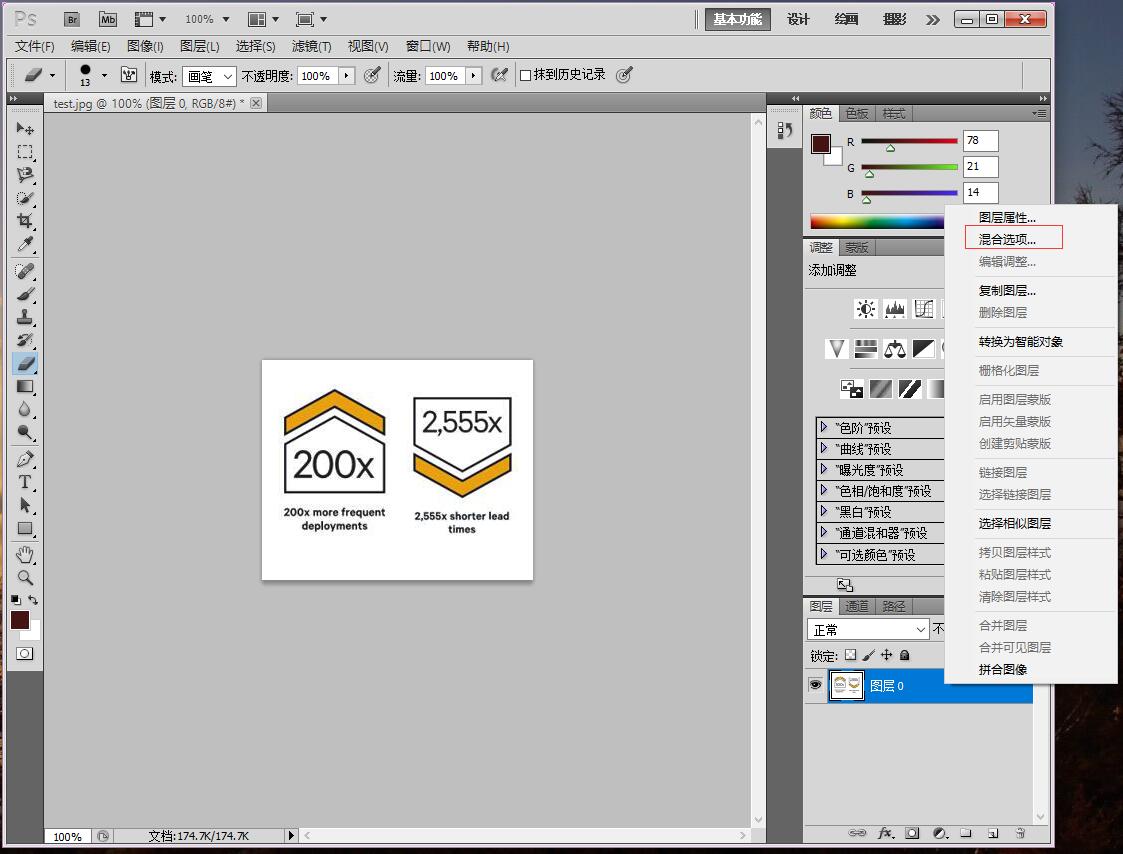 Ps Br Mb 100% 基本功能 设计 绘画 摄影
文件(F) 编辑(E) 图像(I) 图层(L) 选择(S) 滤镜(T) 视图(V) 窗口(W) 帮助(H)
13 模式: 画笔 不透明度: 100% 流量: 100% 抹到历史记录
test.jpg @ 100% (图层 0, RGB/8#) *
颜色 色板 样式
R 78
G 21
B 14
调整 蒙版
添加调整
200x
2,555x
200x more frequent
deployments
2,555x shorter lead
times
"色阶"预设
"曲线"预设
"曝光度"预设
"色相/饱和度"预设
"黑白"预设
"通道混和器"预设
"可选颜色"预设
图层 通道 路径
正常 不
锁定:
图层 0
图层属性...
混合选项...
编辑调整...
复制图层...
删除图层
转换为智能对象
栅格化图层
启用图层蒙版
启用矢量蒙版
创建剪贴蒙版
链接图层
选择链接图层
选择相似图层
拷贝图层样式
粘贴图层样式
清除图层样式
合并图层
合并可见图层
拼合图像
100% 文档:174.7K/174.7K
fx